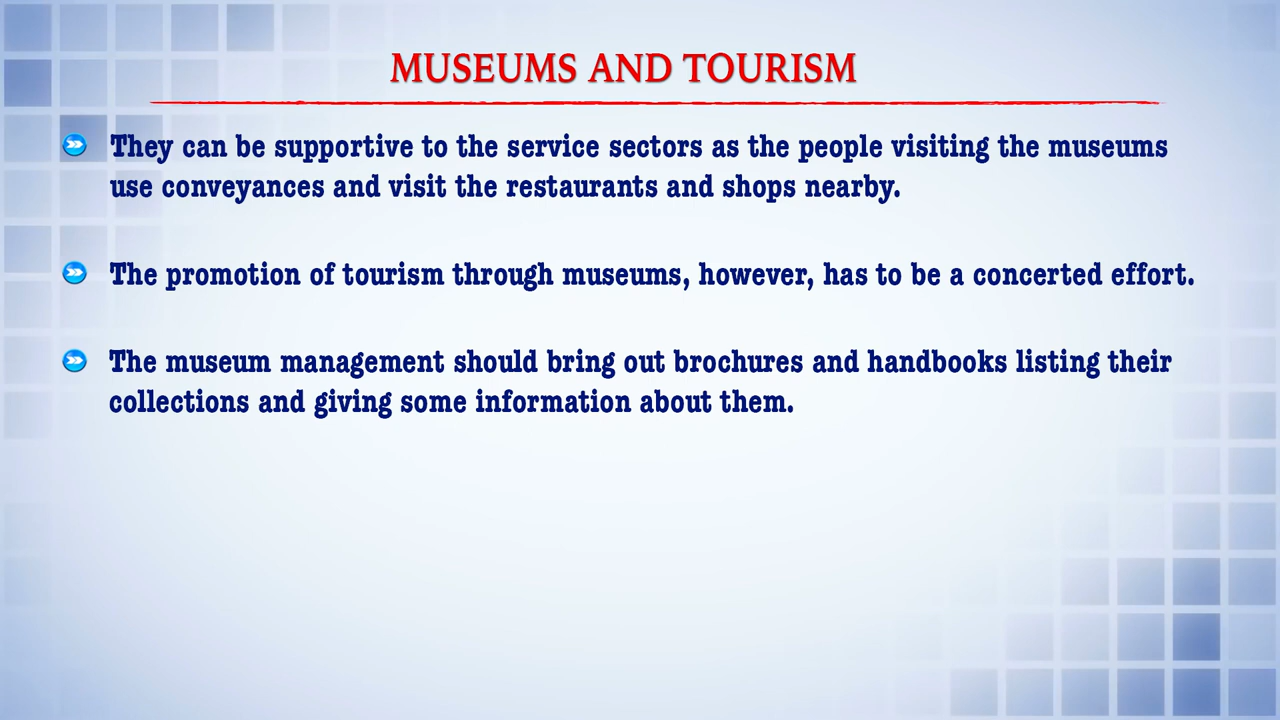 MUSEUMS AND TOURISM
They can be supportive to the service sectors as the people visiting the museums
use conveyances and visit the restaurants and shops nearby.
The promotion of tourism through museums, however, has to be a concerted effort.
The museum management should bring out brochures and handbooks listing their
collections and giving some information about them.